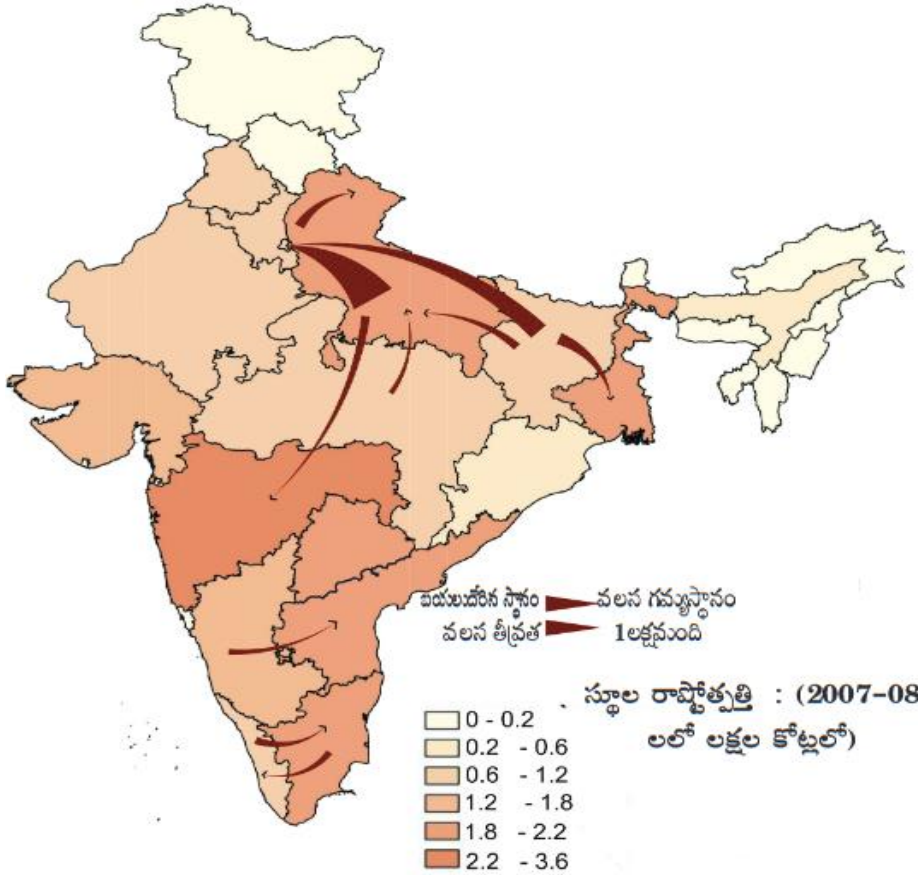 బయలుదేరిన స్థానం వలస గమ్యస్థానం
వలస తీవ్రత 1లక్షమంది
స్థూల రాష్ట్రోత్పత్తి : (2007-08
లలో లక్షల కోట్లలో)
0 - 0.2
0.2 - 0.6
0.6 - 1.2
1.2 - 1.8
1.8 - 2.2
2.2 - 3.6